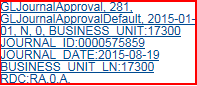 GLJournalApproval, 281,
GLJournalApprovalDefault, 2015-01-
01, N, 0, BUSINESS_UNIT:17300
JOURNAL_ID:0000575859
JOURNAL_DATE:2015-08-19
BUSINESS_UNIT_LN:17300
RDC:RA,0,A,